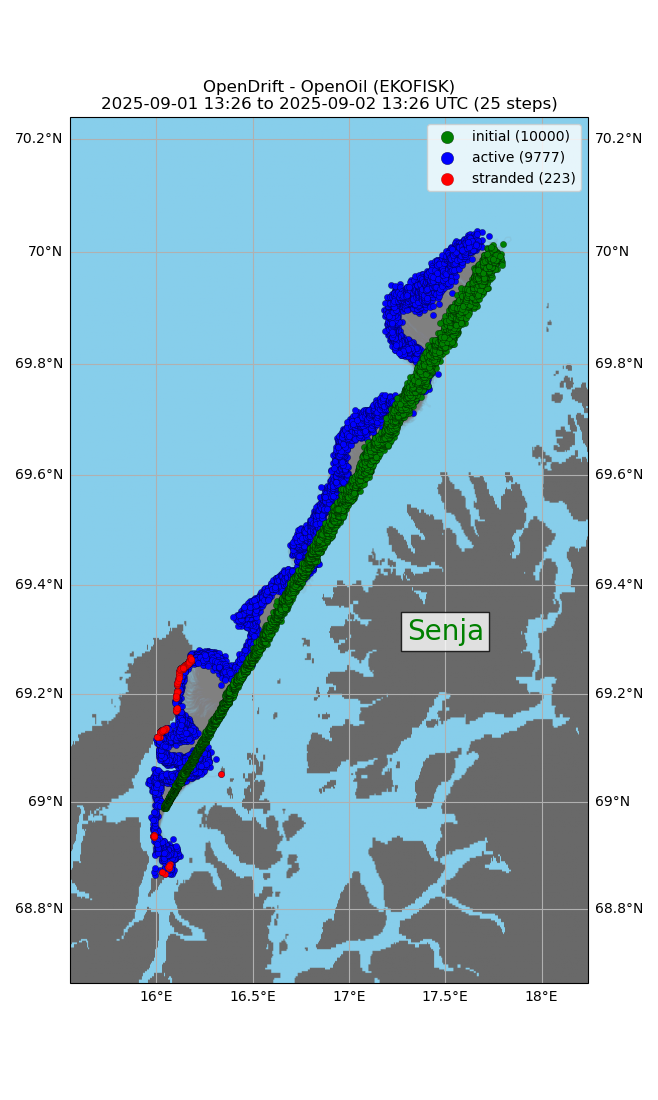 OpenDrift - OpenOil (EKOFISK)
2025-09-01 13:26 to 2025-09-02 13:26 UTC (25 steps)
initial (10000)
active (9777)
stranded (223)
70.2°N 70.2°N
70°N 70°N
69.8°N 69.8°N
69.6°N 69.6°N
69.4°N 69.4°N
Senja
69.2°N 69.2°N
69°N 69°N
68.8°N 68.8°N
16°E 16.5°E 17°E 17.5°E 18°E